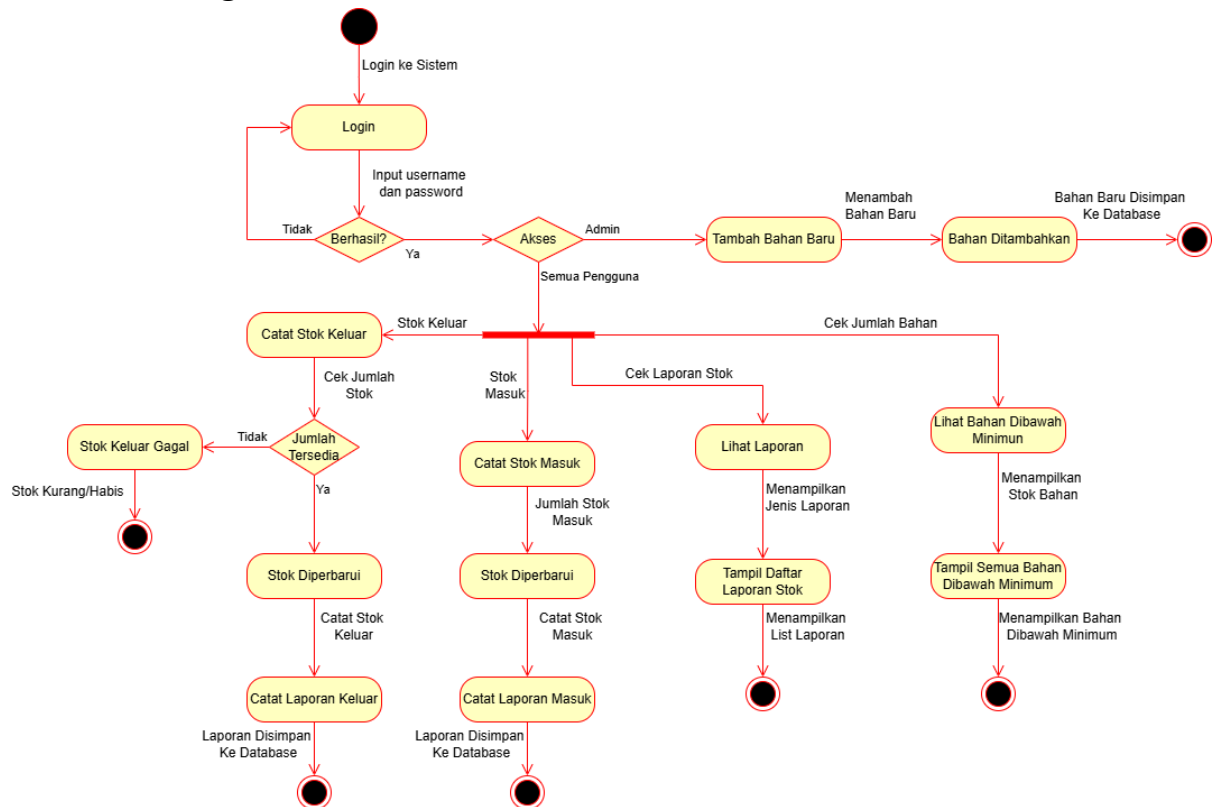 Login ke Sistem
Login
Input username
dan password
Tidak
Berhasil?
Ya
Akses
Admin
Tambah Bahan Baru
Menambah
Bahan Baru
Bahan Ditambahkan
Bahan Baru Disimpan
Ke Database
Semua Pengguna
Catat Stok Keluar
Stok Keluar
Cek Jumlah Bahan
Cek Jumlah
Stok
Stok
Masuk
Cek Laporan Stok
Stok Keluar Gagal
Tidak
Jumlah
Tersedia
Stok Kurang/Habis
Ya
Catat Stok Masuk
Lihat Laporan
Lihat Bahan Dibawah
Minimun
Jumlah Stok
Masuk
Menampilkan
Jenis Laporan
Menampilkan
Stok Bahan
Stok Diperbarui
Stok Diperbarui
Tampil Daftar
Laporan Stok
Tampil Semua Bahan
Dibawah Minimum
Catat Stok
Keluar
Catat Stok
Masuk
Menampilkan
List Laporan
Menampilkan Bahan
Dibawah Minimum
Catat Laporan Keluar
Catat Laporan Masuk
Laporan Disimpan
Ke Database
Laporan Disimpan
Ke Database